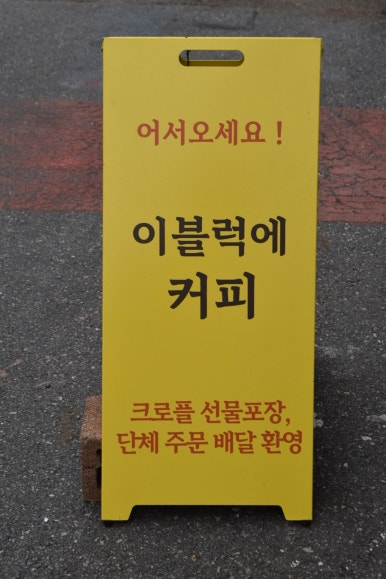 어서오세요 !
이블럭에
커피
크로플 선물포장,
단체 주문 배달 환영